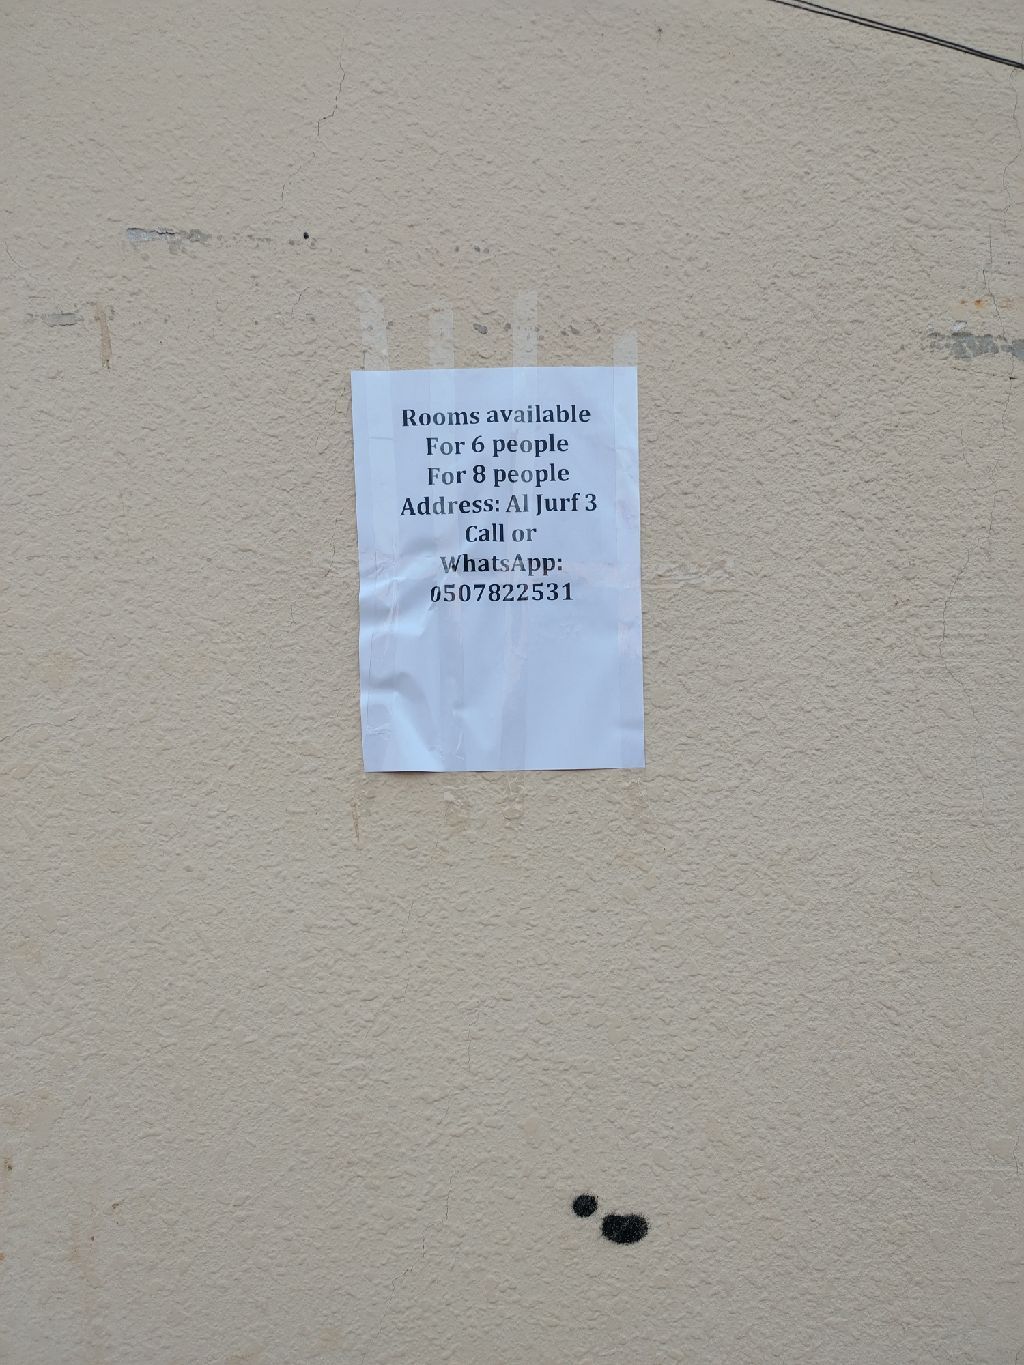 Rooms available
For 6 people
For 8 people
Address: Al Jurf 3
Call or
WhatsApp:
0507822531